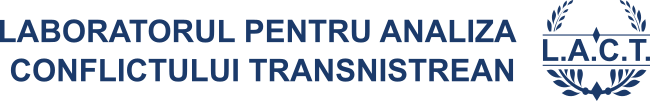 LABORATORUL PENTRU ANALIZA
CONFLICTULUI TRANSNISTREAN
L.A.C.T.